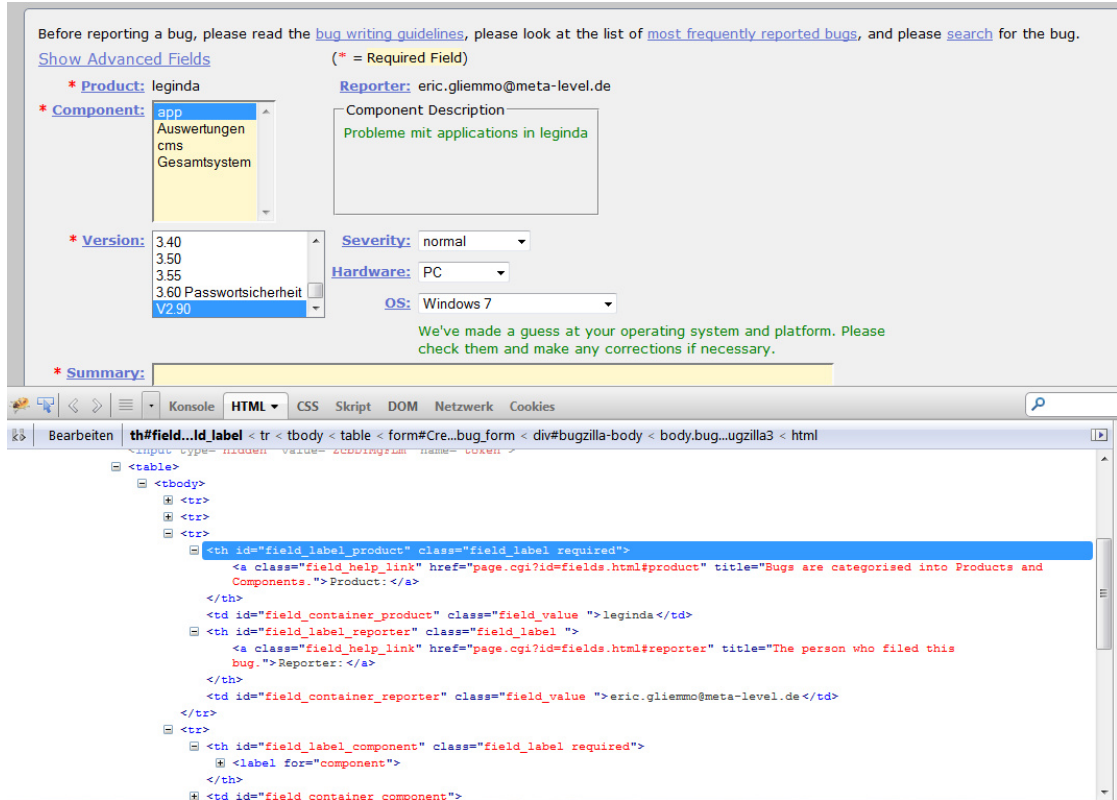 Before reporting a bug, please read the bug writing guidelines, please look at the list of most frequently reported bugs, and please search for the bug.
Show Advanced Fields (* = Required Field)
* Product: leginda Reporter: eric.gliemmo@meta-level.de
* Component: app
Auswertungen
cms
Gesamtsystem
Component Description
Probleme mit applications in leginda
* Version: 3.40
3.50
3.55
3.60 Passwortsicherheit
V2.90
Severity: normal
Hardware: PC
OS: Windows 7
We've made a guess at your operating system and platform. Please
check them and make any corrections if necessary.
* Summary:
Konsole HTML CSS Skript DOM Netzwerk Cookies
Bearbeiten th#field...ld_label < tr < tbody < table < form#Cre...bug_form < div#bugzilla-body < body.bug...ugzilla3 < html
<table>
<tbody>
<tr>
<tr>
<tr>
<th id="field_label_product" class="field_label required">
<a class="field_help_link" href="page.cgi?id=fields.html#product" title="Bugs are categorised into Products and
Components.">Product:</a>
</th>
<td id="field_container_product" class="field_value ">leginda</td>
<th id="field_label_reporter" class="field_label ">
<a class="field_help_link" href="page.cgi?id=fields.html#reporter" title="The person who filed this
bug.">Reporter:</a>
</th>
<td id="field_container_reporter" class="field_value ">eric.gliemmo@meta-level.de</td>
</tr>
<tr>
<th id="field_label_component" class="field_label required">
<label for="component">
</th>
<td id="field_container_component">